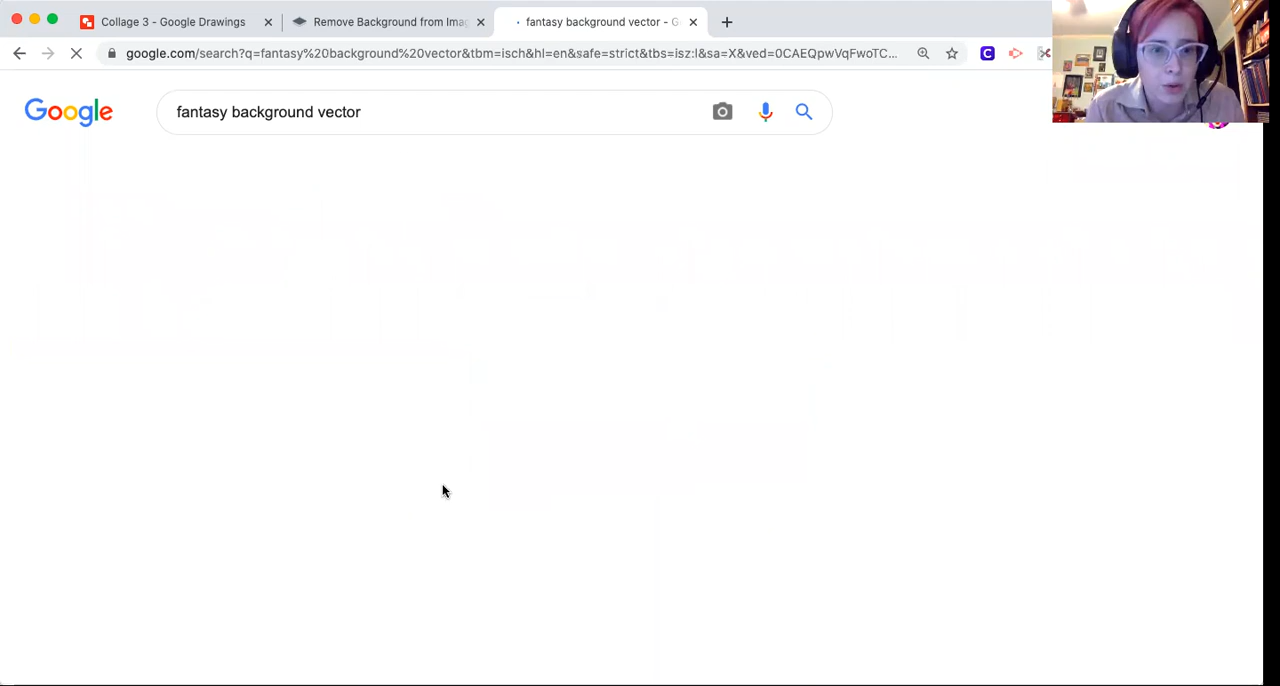 Collage 3 - Google Drawings
Remove Background from Imag
fantasy background vector - G
google.com/search?q=fantasy%20background%20vector&tbm=isch&hl=en&safe=strict&tbs=isz:l&sa=X&ved=0CAEQpwVqFwoTC...
C
Google
fantasy background vector